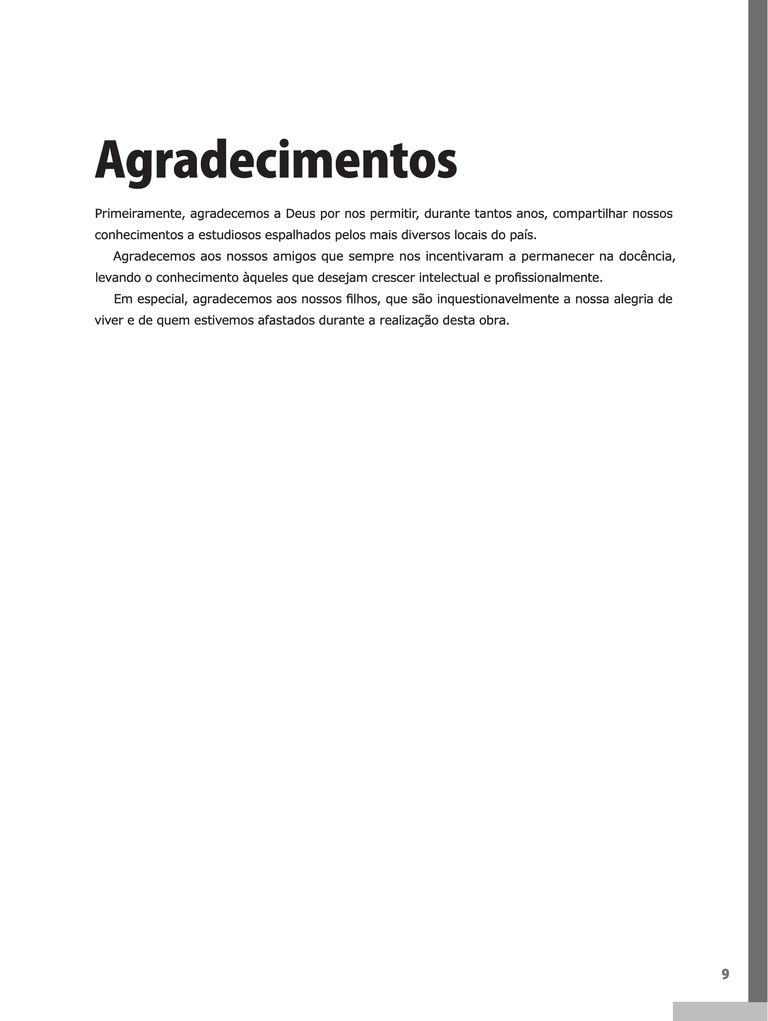 Agradecimentos
Primeiramente, agradecemos a Deus por nos permitir, durante tantos anos, compartilhar nossos
conhecimentos a estudiosos espalhados pelos mais diversos locais do país.
Agradecemos aos nossos amigos que sempre nos incentivaram a permanecer na docência,
levando o conhecimento àqueles que desejam crescer intelectual e profissionalmente.
Em especial, agradecemos aos nossos filhos, que são inquestionavelmente a nossa alegria de
viver e de quem estivemos afastados durante a realização desta obra.
9